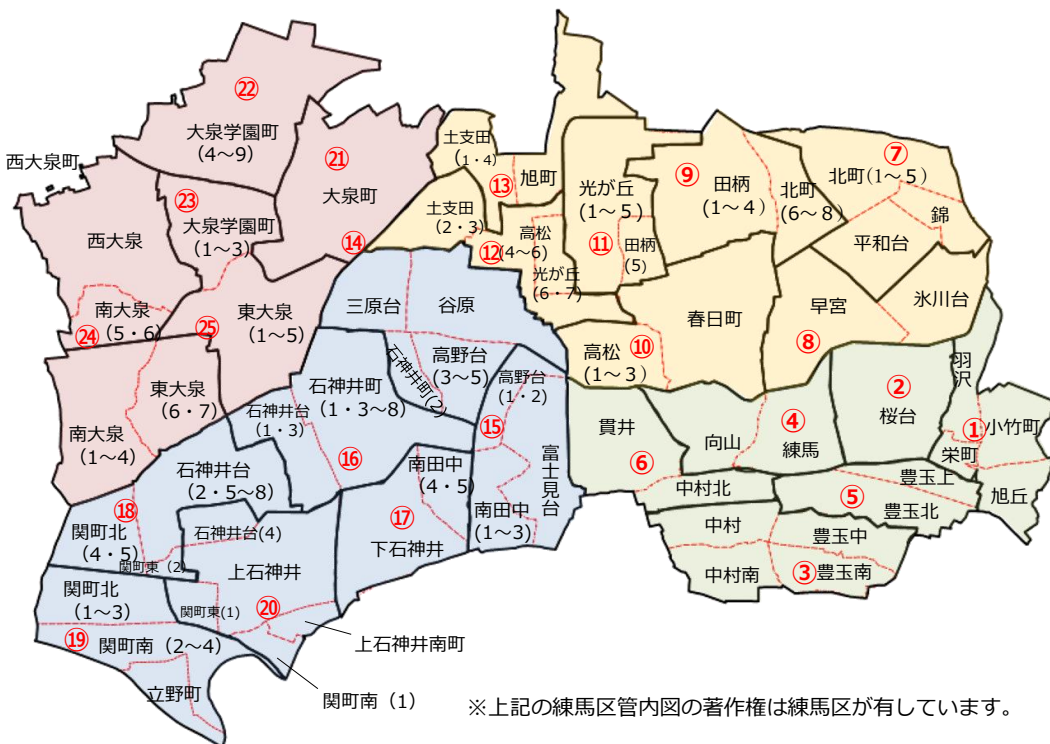 ㉒
大泉学園町
(4～9)
西大泉町
㉑
大泉町
㉓
大泉学園町
(1～3)
西大泉
⑭
南大泉
(5・6)
㉔
㉕
東大泉
(1～5)
東大泉
(6・7)
南大泉
(1～4)
土支田
(1・4)
⑬
旭町
土支田
(2・3)
⑫
高松
(4～6)
光が丘
(6・7)
光が丘
(1～5)
⑪
田柄
(5)
⑨
田柄
(1～4)
北町
(6～8)
⑦
北町(1～5)
錦
平和台
氷川台
早宮
⑧
春日町
⑩
高松
(1～3)
三原台
谷原
高野台
(3～5)
石神井町(2)
高野台
(1・2)
石神井町
(1・3～8)
石神井台
(1・3)
⑮
⑯
富士見台
南田中
(4・5)
南田中
(1～3)
⑰
下石神井
石神井台
(2・5～8)
⑱
石神井台(4)
関町北
(4・5)
関町東(2)
上石神井
関町北
(1～3)
関町東(1)
⑳
⑲
関町南(2～4)
立野町
上石神井南町
関町南(1)
羽沢
②
桜台
①
小竹町
栄町
旭丘
④
練馬
向山
貫井
⑥
中村北
⑤
豊玉上
豊玉北
中村
豊玉中
中村南
③
豊玉南
※上記の練馬区管内図の著作権は練馬区が有しています。